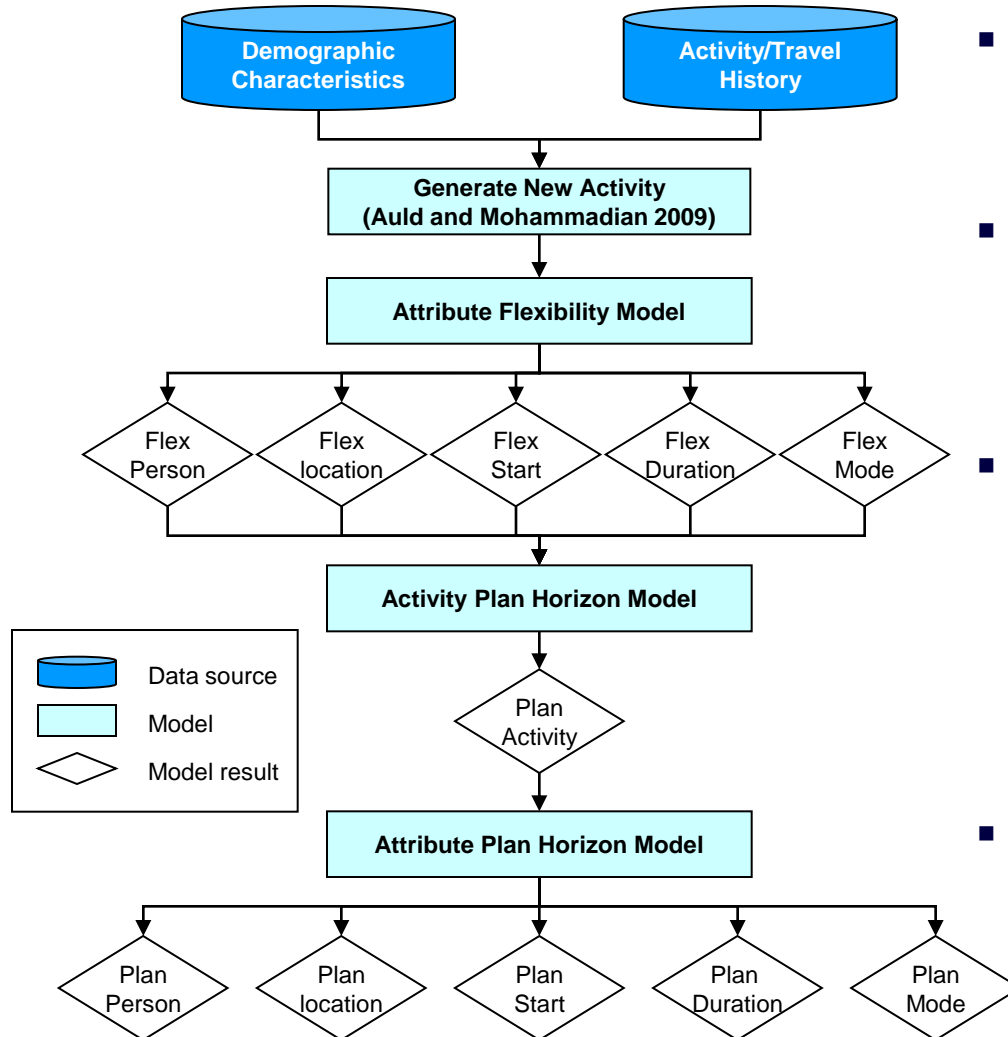 Demographic
Characteristics
Activity/Travel
History
Generate New Activity
(Auld and Mohammadian 2009)
Attribute Flexibility Model
Flex
Person
Flex
location
Flex
Start
Flex
Duration
Flex
Mode
Activity Plan Horizon Model
Data source
Model
Model result
Plan
Activity
Attribute Plan Horizon Model
Plan
Person
Plan
location
Plan
Start
Plan
Duration
Plan
Mode